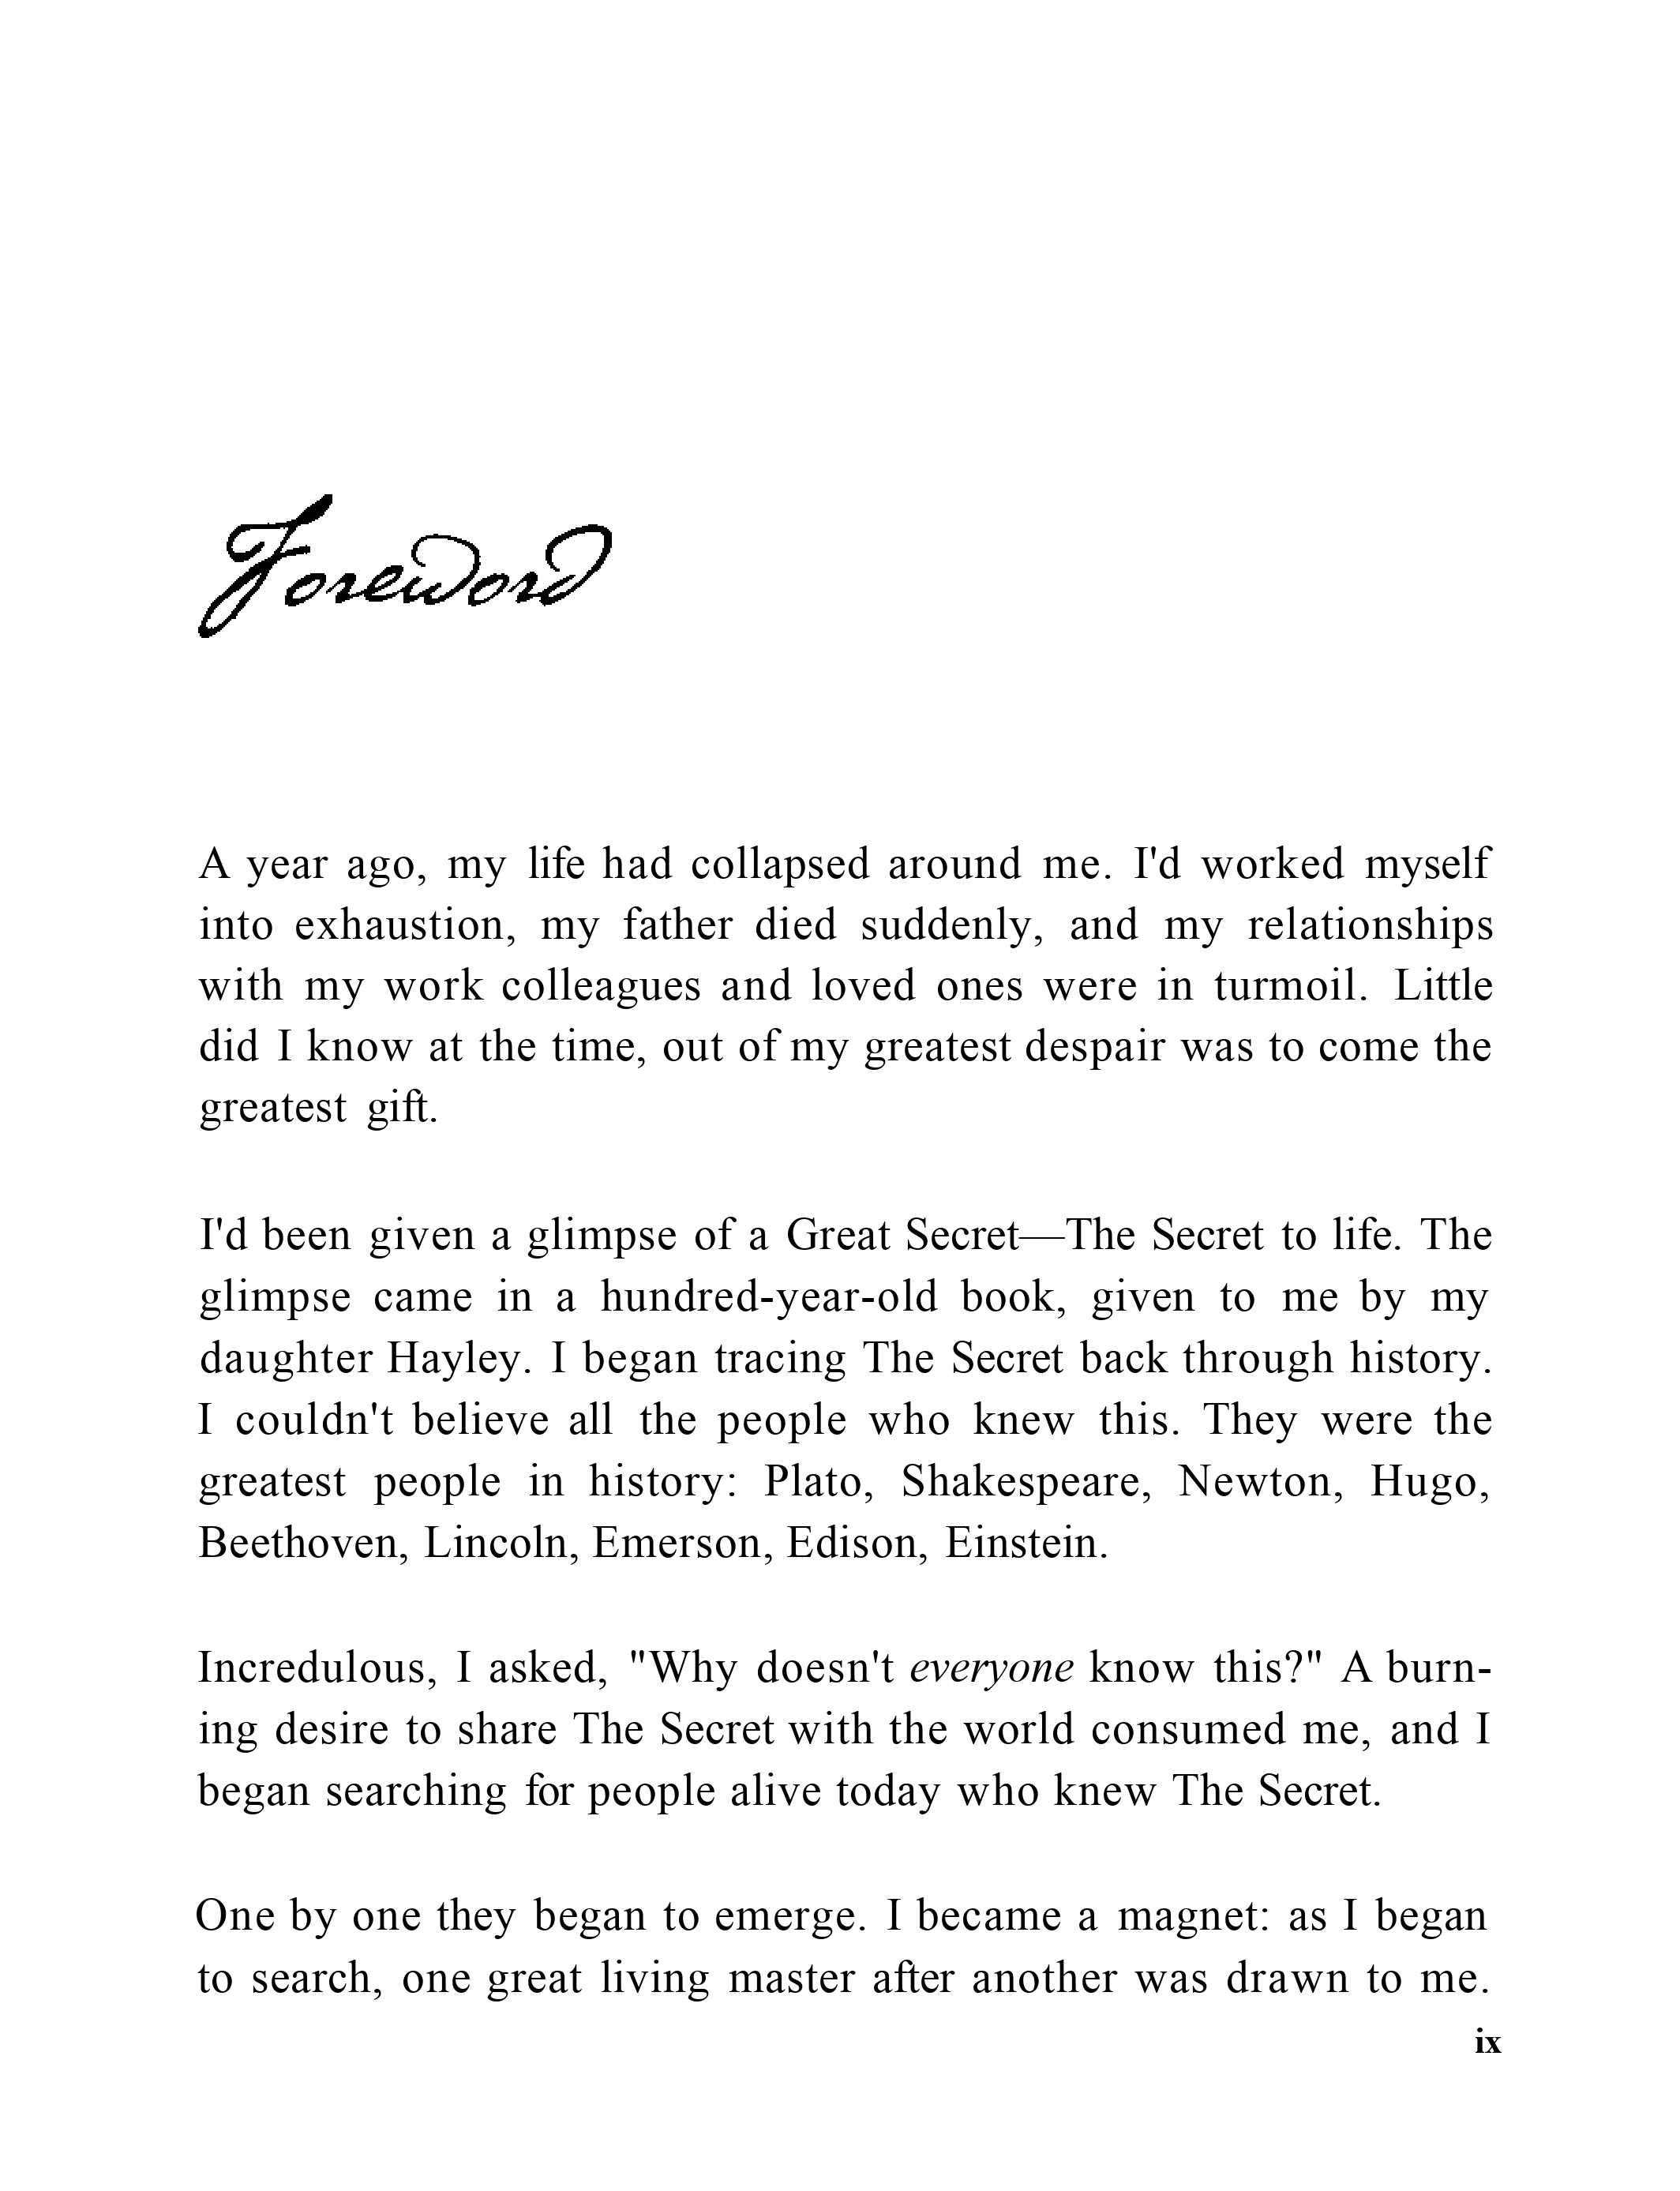 Foreword
A year ago, my life had collapsed around me. I'd worked myself
into exhaustion, my father died suddenly, and my relationships
with my work colleagues and loved ones were in turmoil. Little
did I know at the time, out of my greatest despair was to come the
greatest gift.
I'd been given a glimpse of a Great Secret—The Secret to life. The
glimpse came in a hundred-year-old book, given to me by my
daughter Hayley. I began tracing The Secret back through history.
I couldn't believe all the people who knew this. They were the
greatest people in history: Plato, Shakespeare, Newton, Hugo,
Beethoven, Lincoln, Emerson, Edison, Einstein.
Incredulous, I asked, "Why doesn't everyone know this?" A burn-
ing desire to share The Secret with the world consumed me, and I
began searching for people alive today who knew The Secret.
One by one they began to emerge. I became a magnet: as I began
to search, one great living master after another was drawn to me.
ix